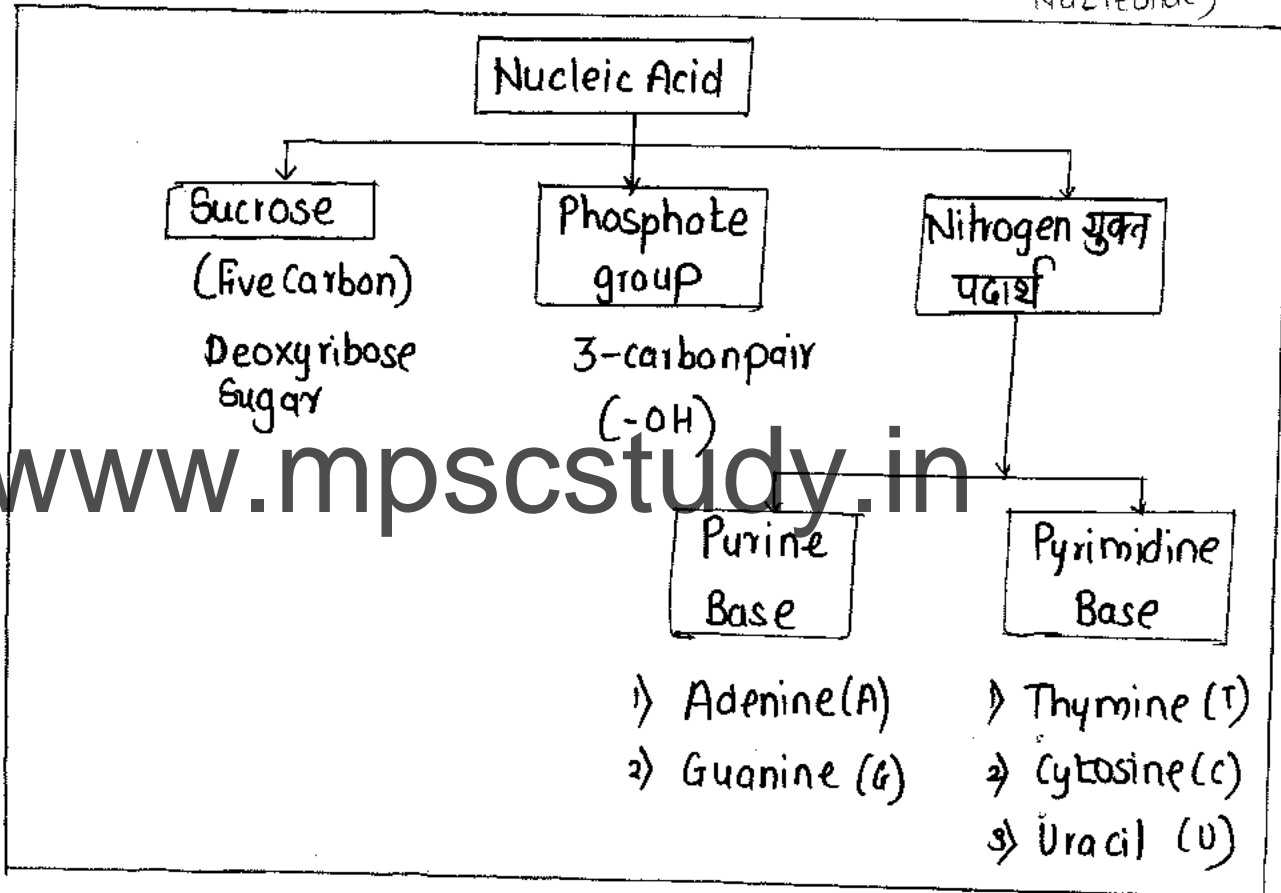 Nucleic Acid
Sucrose
(Five Carbon)
Deoxyribose
Sugar
Phosphate
group
3-carbonpair
(-OH)
Nitrogen युक्त
पदार्थ
www.mpscstudy.in
Purine
Base
1) Adenine (A)
2) Guanine (G)
Pyrimidine
Base
1) Thymine (T)
2) Cytosine (C)
3) Uracil (U)